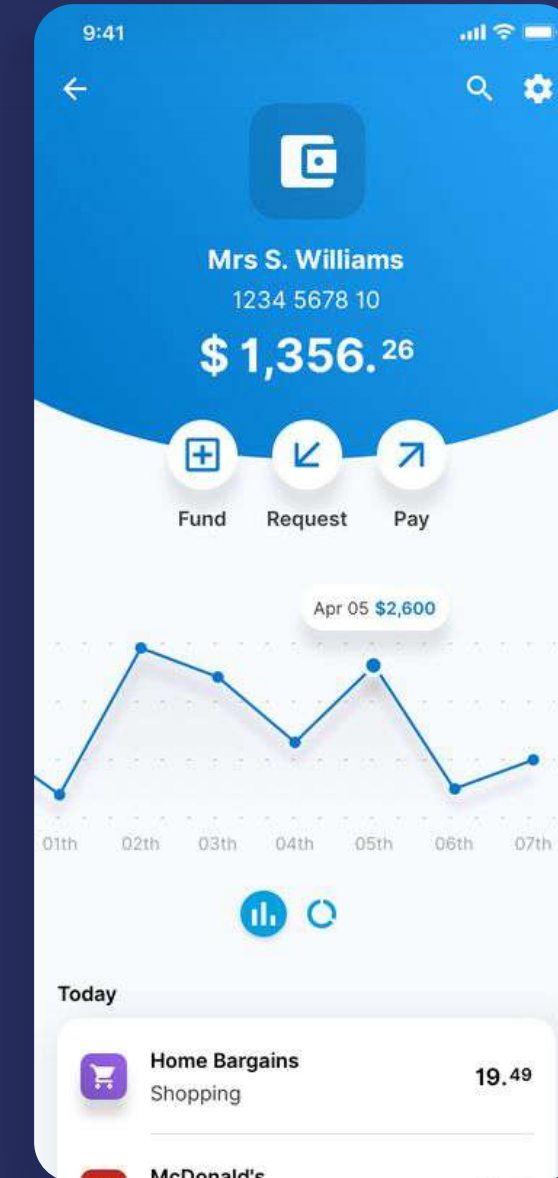 9:41
Mrs S. Williams
1234 5678 10
$ 1,356.26
Fund Request Pay
Apr 05 $2,600
01th 02th 03th 04th 05th 06th 07th
Today
Home Bargains
Shopping
19.49
McDonald's